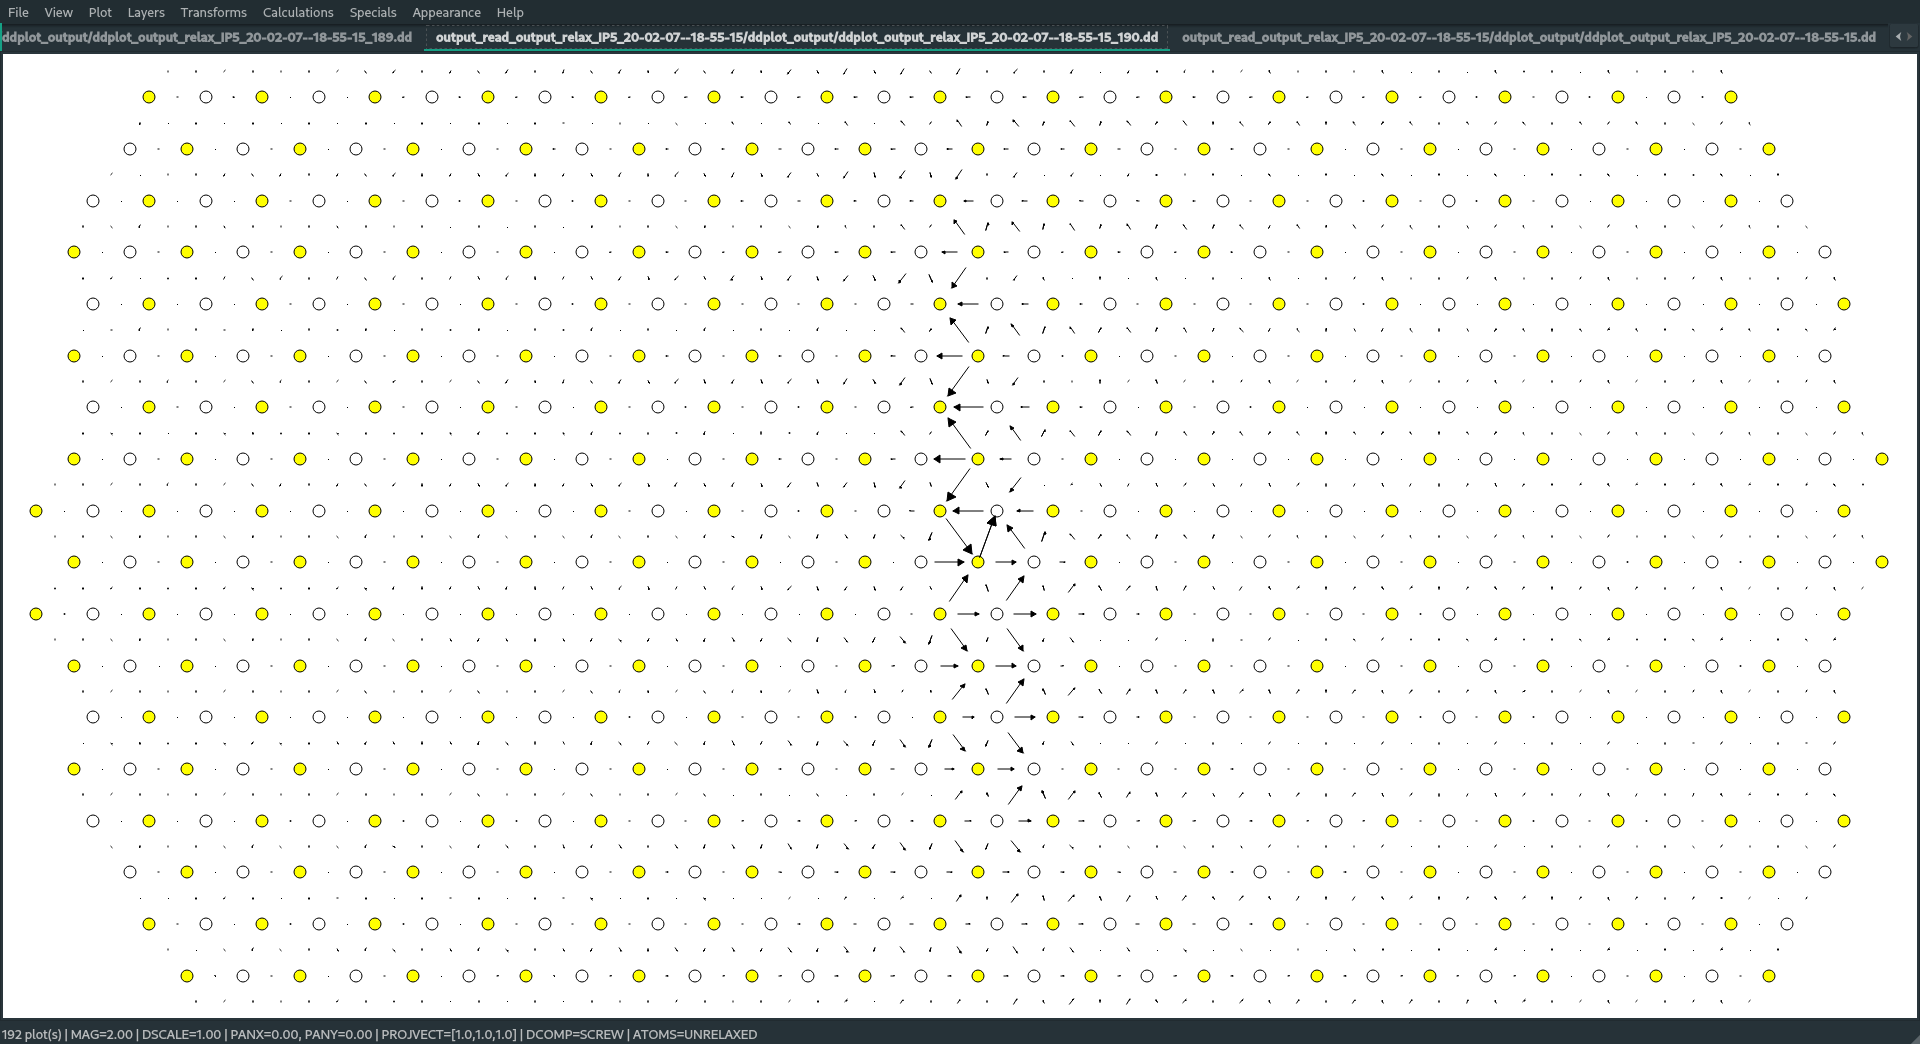 File View Plot Layers Transforms Calculations Specials Appearance Help
ddplot_output/ddplot_output_relax_IP5_20-02-07--18-55-15_189.dd output_read_output_relax_IP5_20-02-07--18-55-15/ddplot_output/ddplot_output_relax_IP5_20-02-07--18-55-15_190.dd output_read_output_relax_IP5_20-02-07--18-55-15/ddplot_output/ddplot_output_relax_IP5_20-02-07--18-55-15.dd
192 plot(s) | MAG=2.00 | DSCALE=1.00 | PANX=0.00, PANY=0.00 | PROJVECT=[1.0,1.0,1.0] | DCOMP=SCREW | ATOMS=UNRELAXED